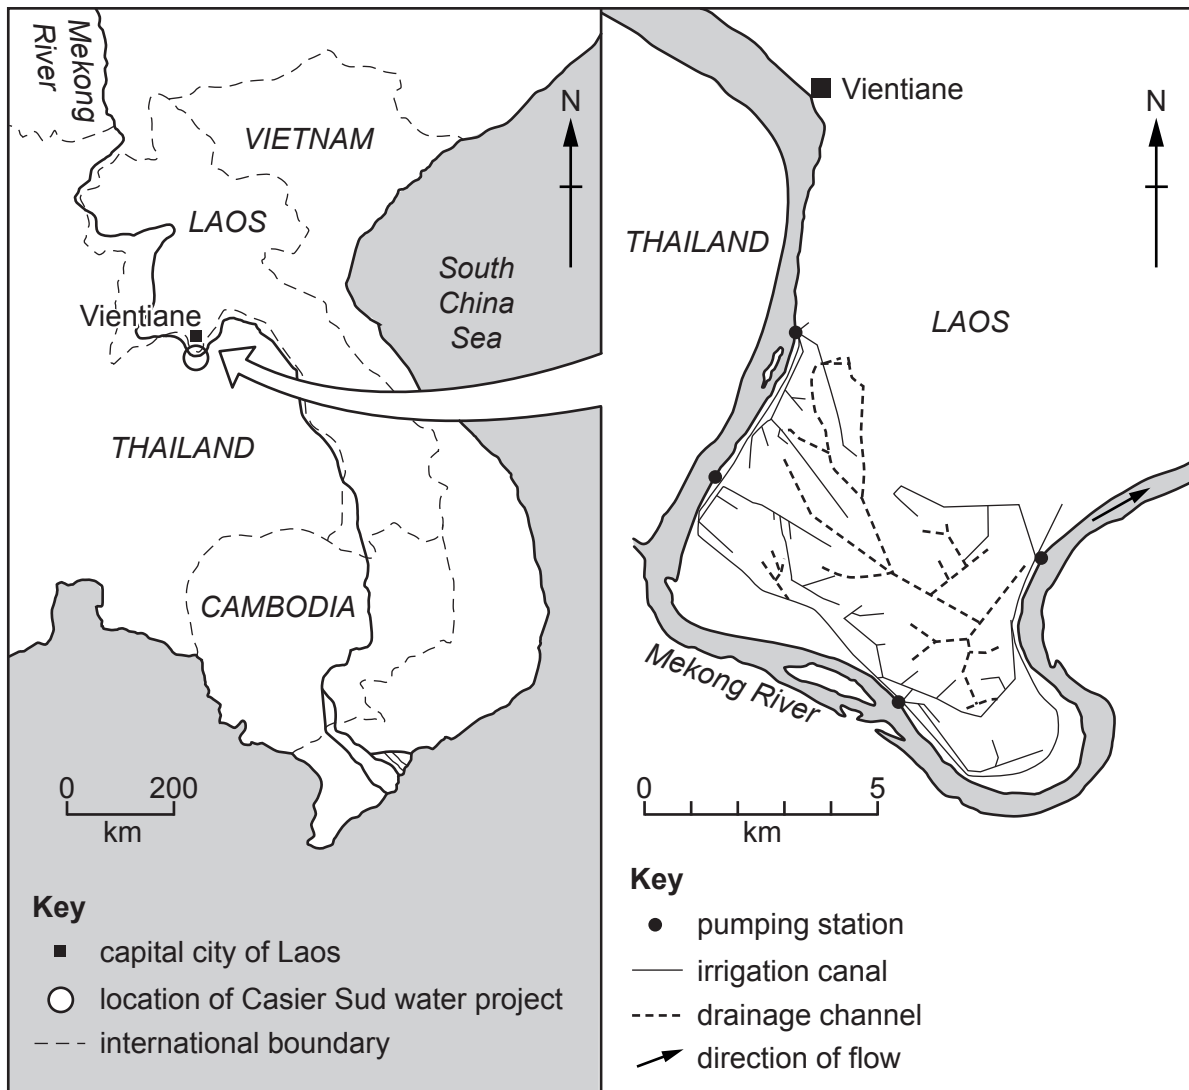 Mekong
River
VIETNAM
N
LAOS
South
China
Sea
Vientiane
THAILAND
CAMBODIA
0 200
km
Key
capital city of Laos
location of Casier Sud water project
international boundary
Vientiane
N
THAILAND
LAOS
Mekong River
0 5
km
Key
pumping station
irrigation canal
drainage channel
direction of flow